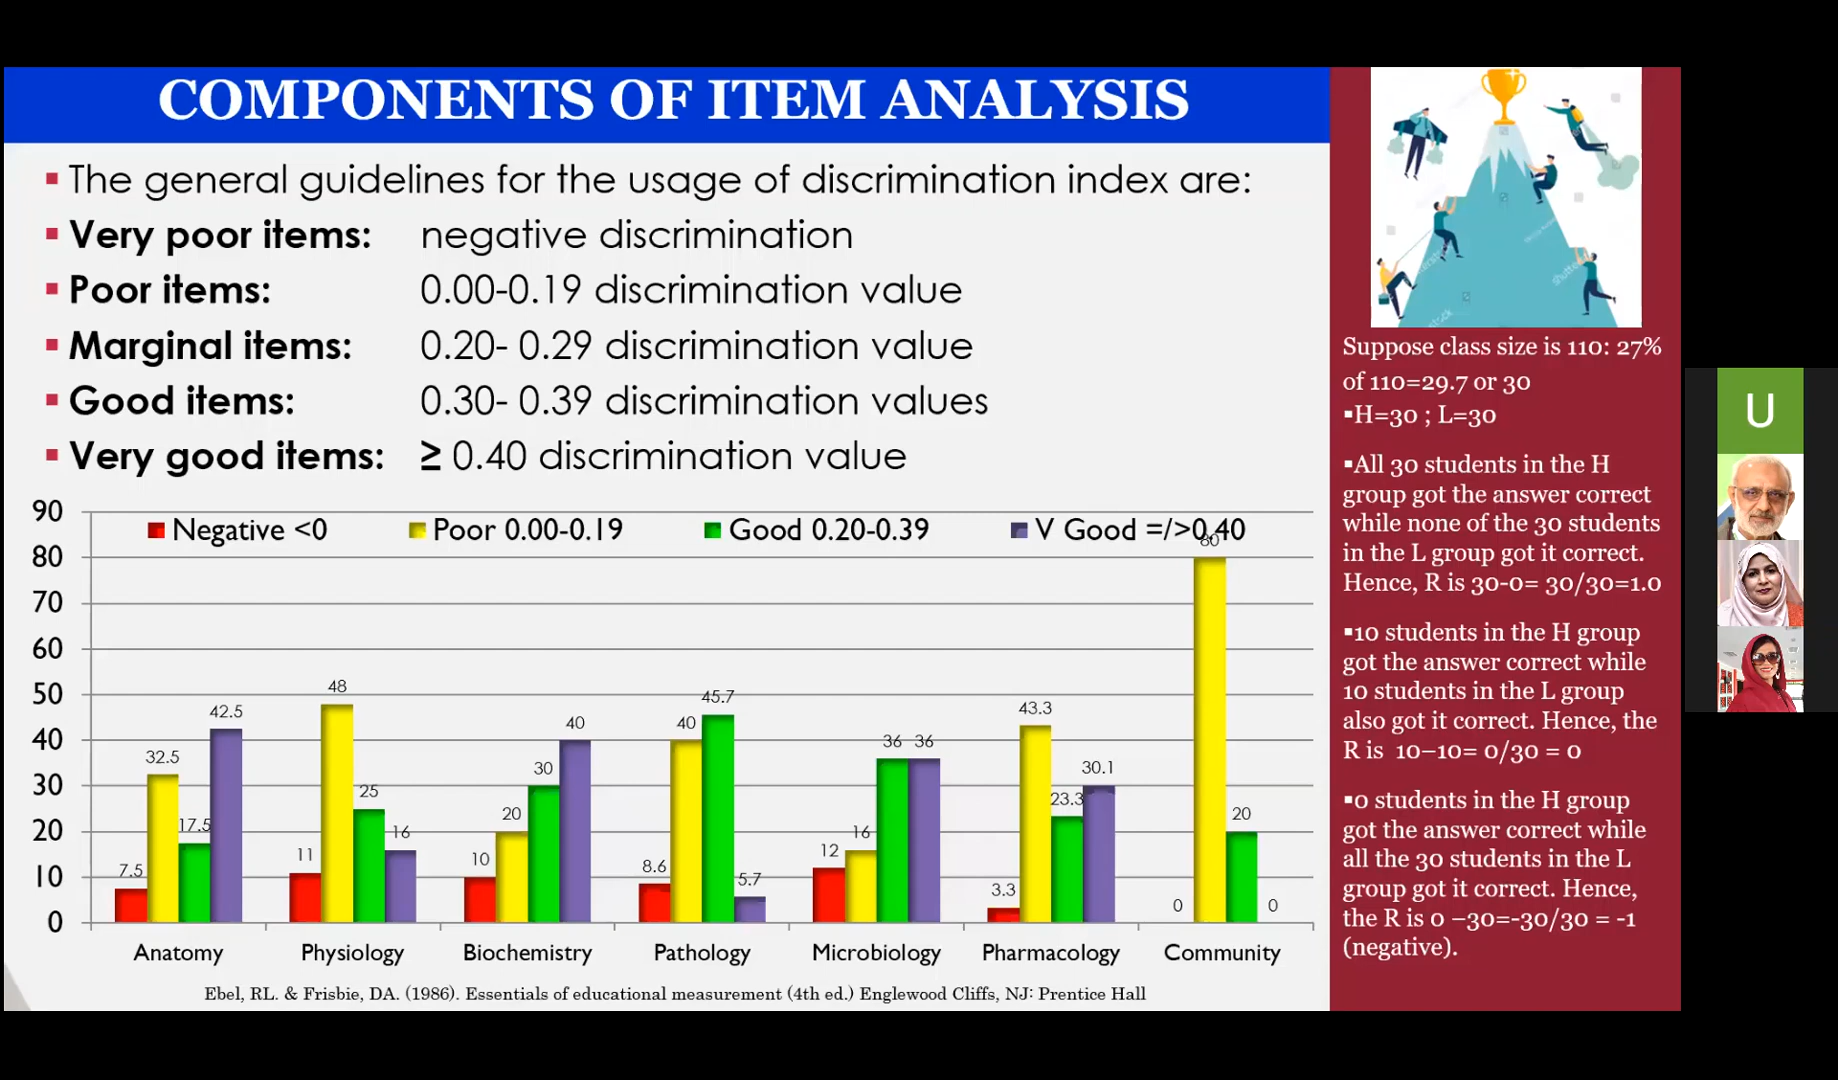 COMPONENTS OF ITEM ANALYSIS
▪ The general guidelines for the usage of discrimination index are:
▪ Very poor items: negative discrimination
▪ Poor items: 0.00-0.19 discrimination value
▪ Marginal items: 0.20- 0.29 discrimination value
▪ Good items: 0.30- 0.39 discrimination values
▪ Very good items: ≥ 0.40 discrimination value
90
80
70
60
50
40
30
20
10
0
Negative <0 Poor 0.00-0.19 Good 0.20-0.39 V Good =/>0.40
7.5 32.5 17.5 42.5
11 48 25 16
10 20 30 40
8.6 40 45.7 5.7
12 16 36 36
3.3 43.3 23.3 30.1
0 80 20 0
Anatomy Physiology Biochemistry Pathology Microbiology Pharmacology Community
Ebel, RL. & Frisbie, DA. (1986). Essentials of educational measurement (4th ed.) Englewood Cliffs, NJ: Prentice Hall
Suppose class size is 110: 27%
of 110=29.7 or 30
▪H=30 ; L=30
▪All 30 students in the H
group got the answer correct
while none of the 30 students
in the L group got it correct.
Hence, R is 30-0= 30/30=1.0
▪10 students in the H group
got the answer correct while
10 students in the L group
also got it correct. Hence, the
R is 10–10= 0/30 = 0
▪0 students in the H group
got the answer correct while
all the 30 students in the L
group got it correct. Hence,
the R is 0 –30=-30/30 = -1
(negative).
U